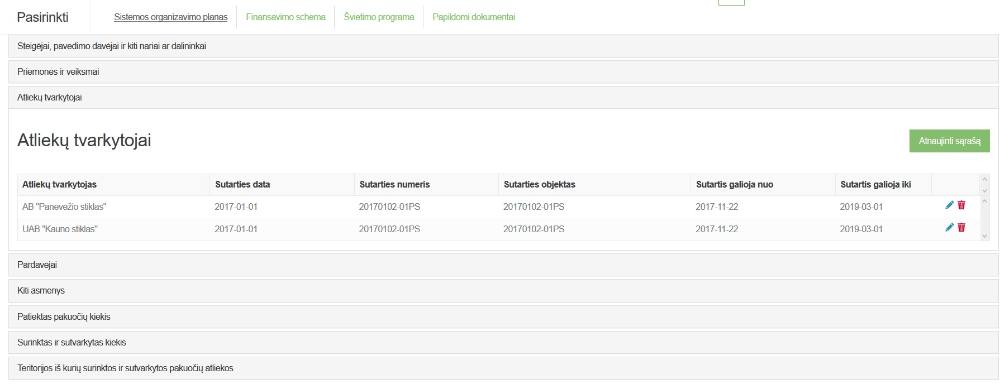 Pasirinkti
Sistemos organizavimo planas
Finansavimo schema
Švietimo programa
Papildomi dokumentai
Steigėjai, pavedimo davėjai ir kiti nariai ar dalininkai
Priemonės ir veiksmai
Atliekų tvarkytojai
Atliekų tvarkytojai
Atnaujinti sąrašą
Atliekų tvarkytojas Sutarties data Sutarties numeris Sutarties objektas Sutartis galioja nuo Sutartis galioja iki
AB "Panevėžio stiklas" 2017-01-01 20170102-01PS 20170102-01PS 2017-11-22 2019-03-01
UAB "Kauno stiklas" 2017-01-01 20170102-01PS 20170102-01PS 2017-11-22 2019-03-01
Pardavėjai
Kiti asmenys
Patiektas pakuočių kiekis
Surinktas ir sutvarkytas kiekis
Teritorijos iš kurių surinktos ir sutvarkytos pakuočių atliekos